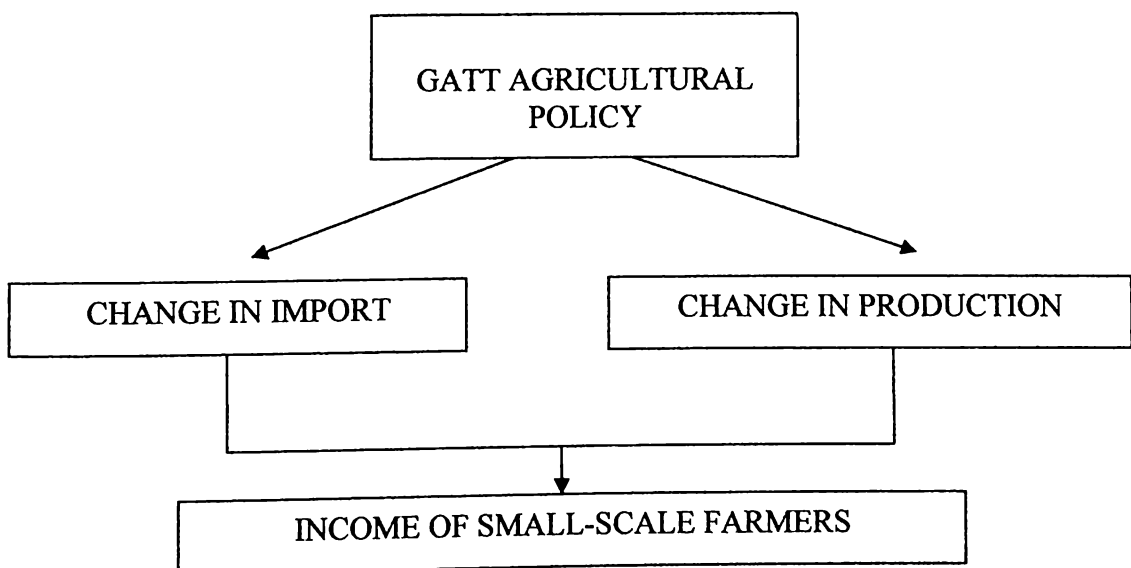 GATT AGRICULTURAL
POLICY
CHANGE IN IMPORT
CHANGE IN PRODUCTION
INCOME OF SMALL-SCALE FARMERS